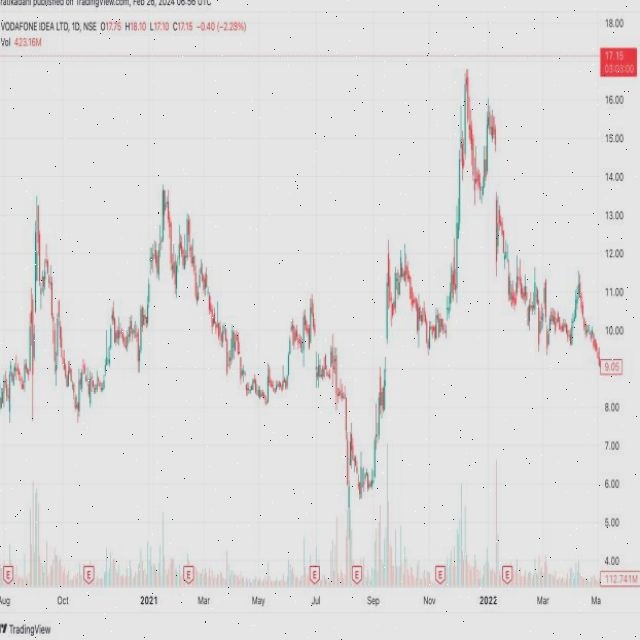 published on TradingView.com, Feb 26, 2024 06:56 UTC
VODAFONE IDEA LTD, 1D, NSE O17.75 H18.10 L17.10 C17.15 −0.40 (−2.28%)
Vol 423.16M
18.00
17.15
03:03:00
16.00
15.00
14.00
13.00
12.00
11.00
10.00
9.05
8.00
7.00
6.00
5.00
4.00
112.741M
E E E E E E E
Aug Oct 2021 Mar May Jul Sep Nov 2022 Mar Ma
TradingView